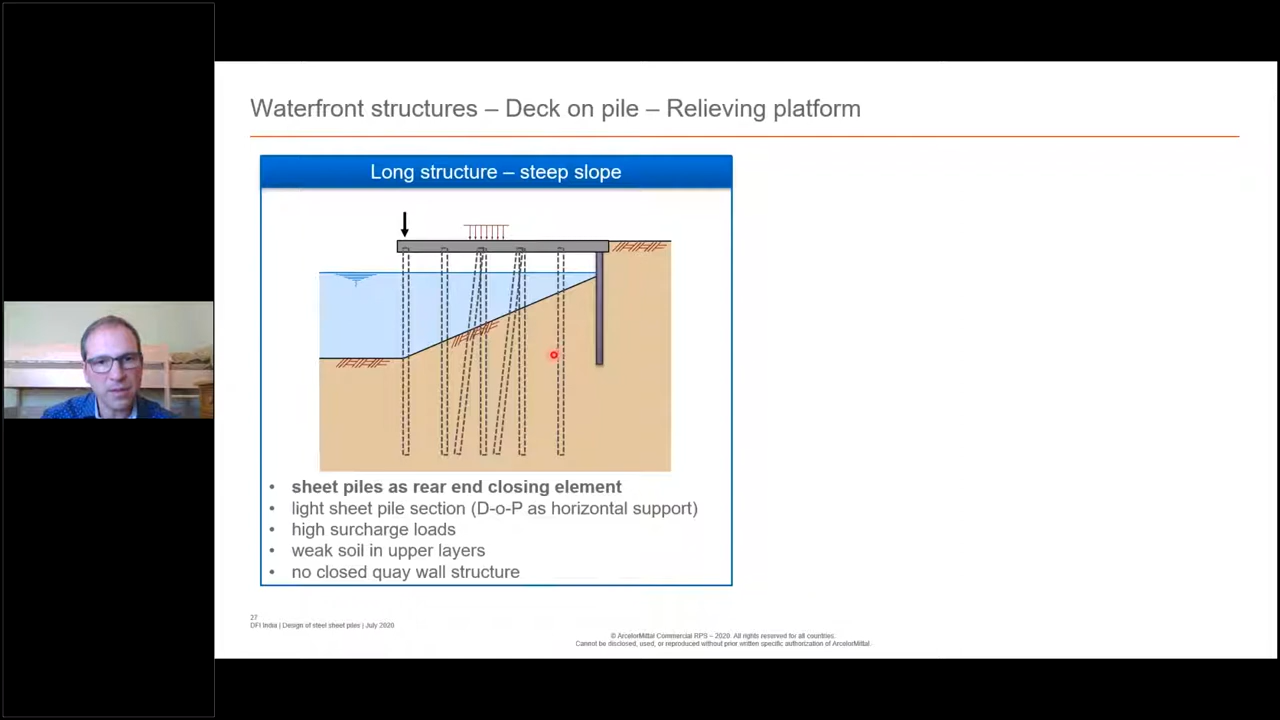 Waterfront structures – Deck on pile – Relieving platform
Long structure – steep slope
• sheet piles as rear end closing element
• light sheet pile section (D-o-P as horizontal support)
• high surcharge loads
• weak soil in upper layers
• no closed quay wall structure
27
DFI India | Design of steel sheet piles | July 2020
© ArcelorMittal Commercial RPS – 2020. All rights reserved for all countries.
Cannot be disclosed, used, or reproduced without prior written specific authorization of ArcelorMittal.